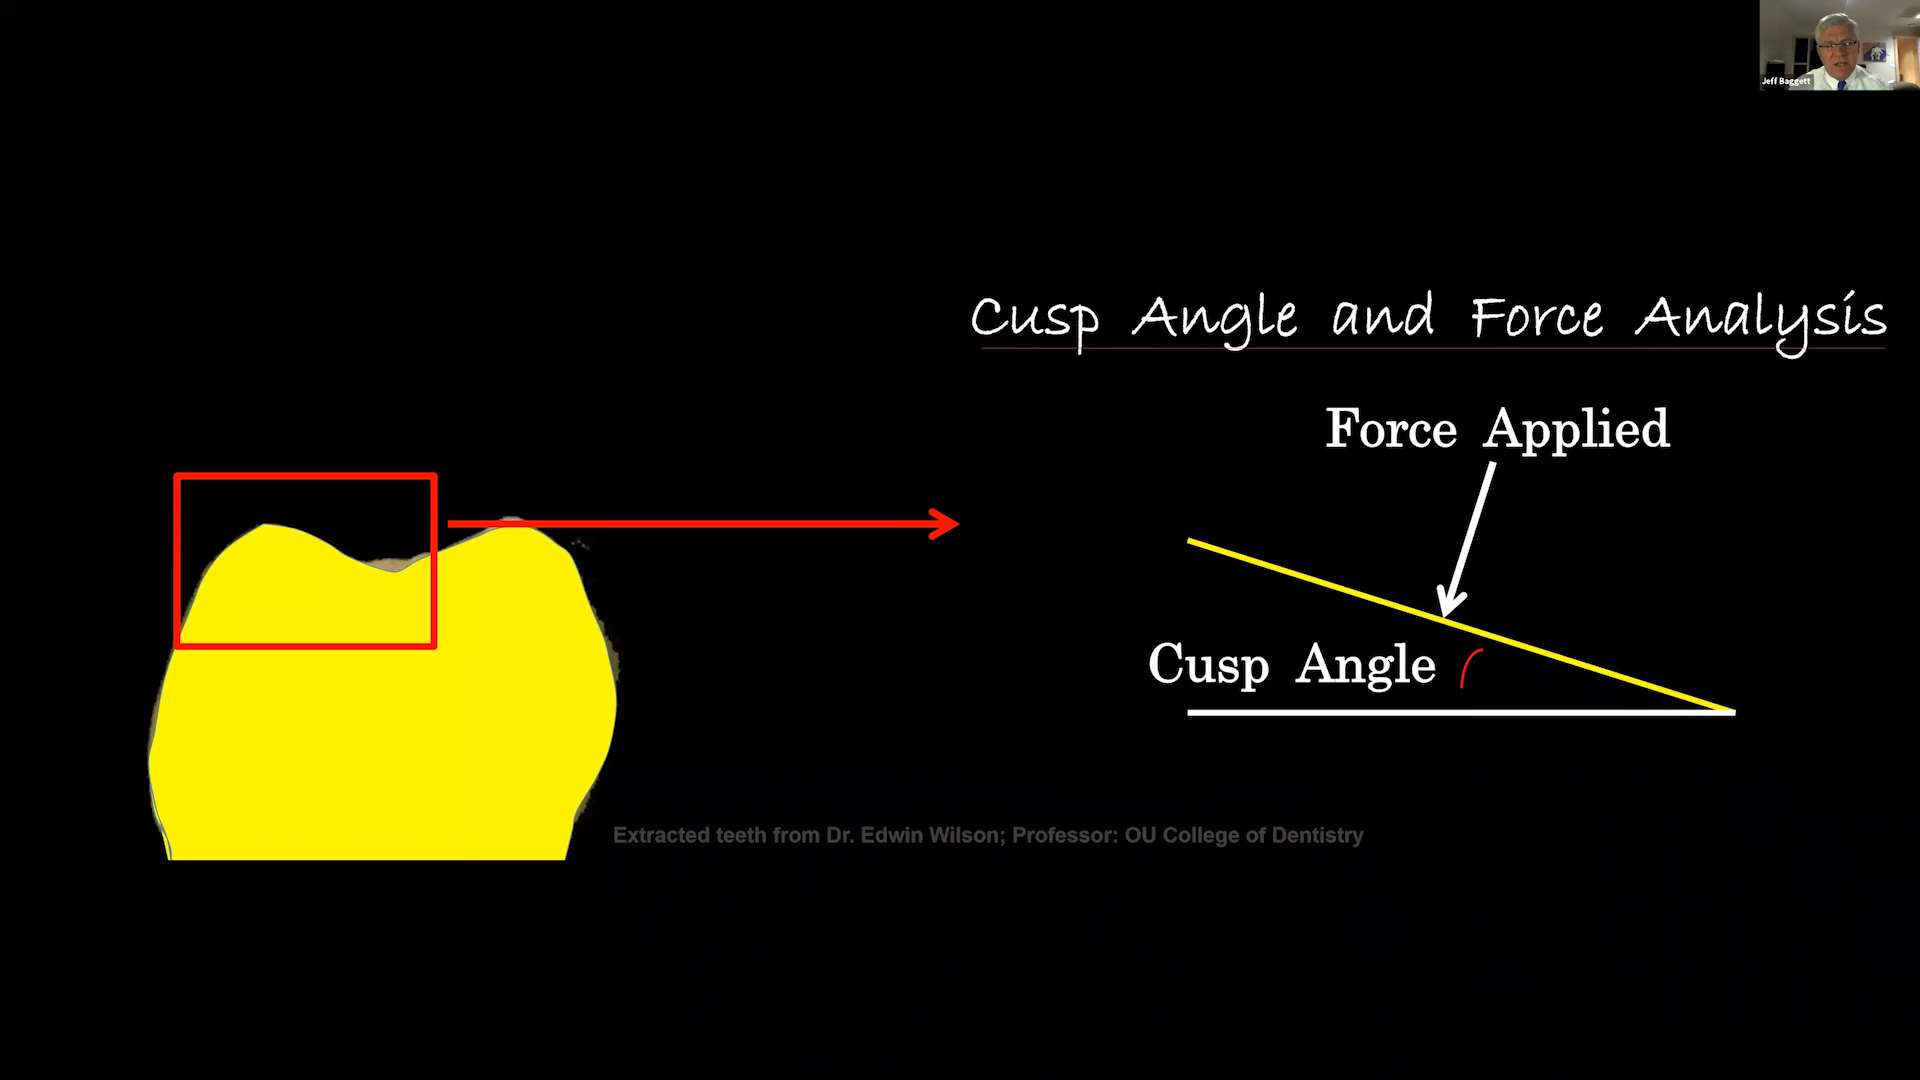 Jeff Baggett
Cusp Angle and Force Analysis
Force Applied
Cusp Angle
Extracted teeth from Dr. Edwin Wilson; Professor: OU College of Dentistry